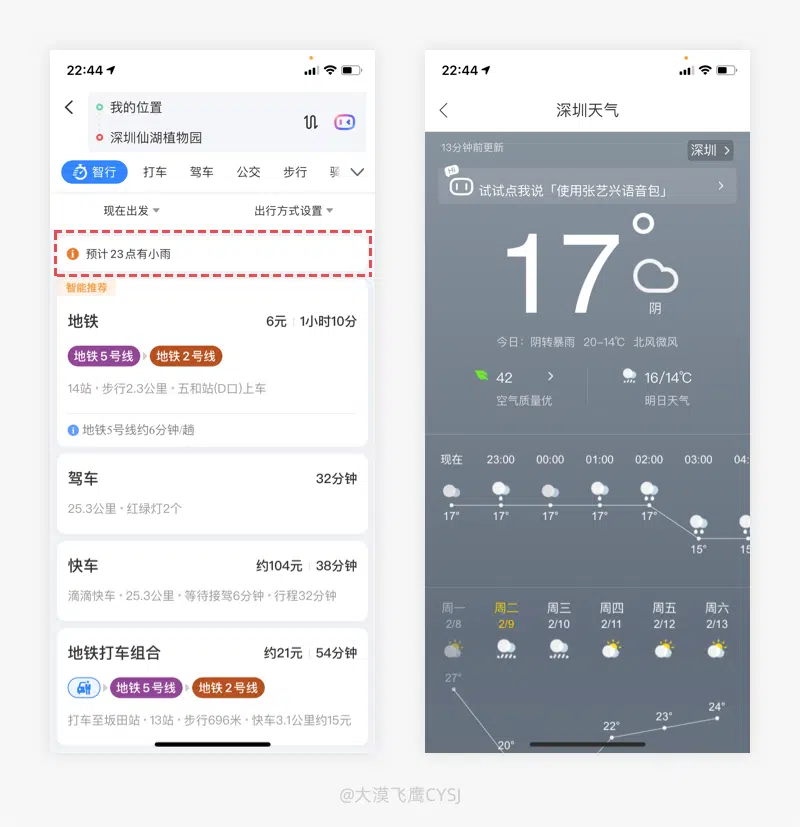 22:44
我的位置
深圳仙湖植物园
智行 打车 驾车 公交 步行
现在出发 出行方式设置
预计23点有小雨
智能推荐
地铁 6元 1小时10分
地铁5号线 地铁2号线
14站·步行2.3公里·五和站(D口)上车
地铁5号线约6分钟/趟
驾车 32分钟
25.3公里·红绿灯2个
快车 约104元 38分钟
滴滴快车·25.3公里·等待接驾6分钟·行程32分钟
地铁打车组合 约21元 54分钟
地铁5号线 地铁2号线
打车至坂田站·13站·步行696米·快车3.1公里约15元
22:44
深圳天气
13分钟前更新 深圳
Hi
试试点我说「使用张艺兴语音包」
17°
阴
今日：阴转暴雨 20~14℃ 北风微风
42 16/14℃
空气质量优 明日天气
现在 23:00 00:00 01:00 02:00 03:00 04:
17° 17° 17° 17° 17° 15° 15
周一 周二 周三 周四 周五 周六
2/8 2/9 2/10 2/11 2/12 2/13
27°
20° 22° 23° 24°
@大漠飞鹰CYSJ